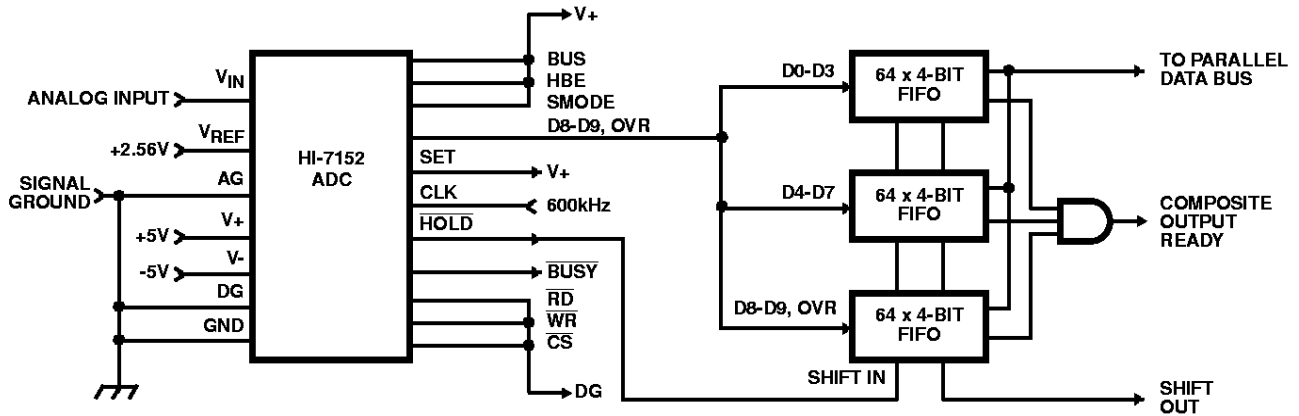 V+
BUS
HBE
SMODE
D8-D9, OVR
SET
V+
CLK
600kHz
HOLD
BUSY
RD
WR
CS
DG
ANALOG INPUT
VIN
+2.56V
VREF
SIGNAL
GROUND
AG
V+
+5V
V-
-5V
DG
GND
HI-7152
ADC
D0-D3
64 x 4-BIT
FIFO
D4-D7
64 x 4-BIT
FIFO
D8-D9, OVR
64 x 4-BIT
FIFO
SHIFT IN
TO PARALLEL
DATA BUS
COMPOSITE
OUTPUT
READY
SHIFT
OUT